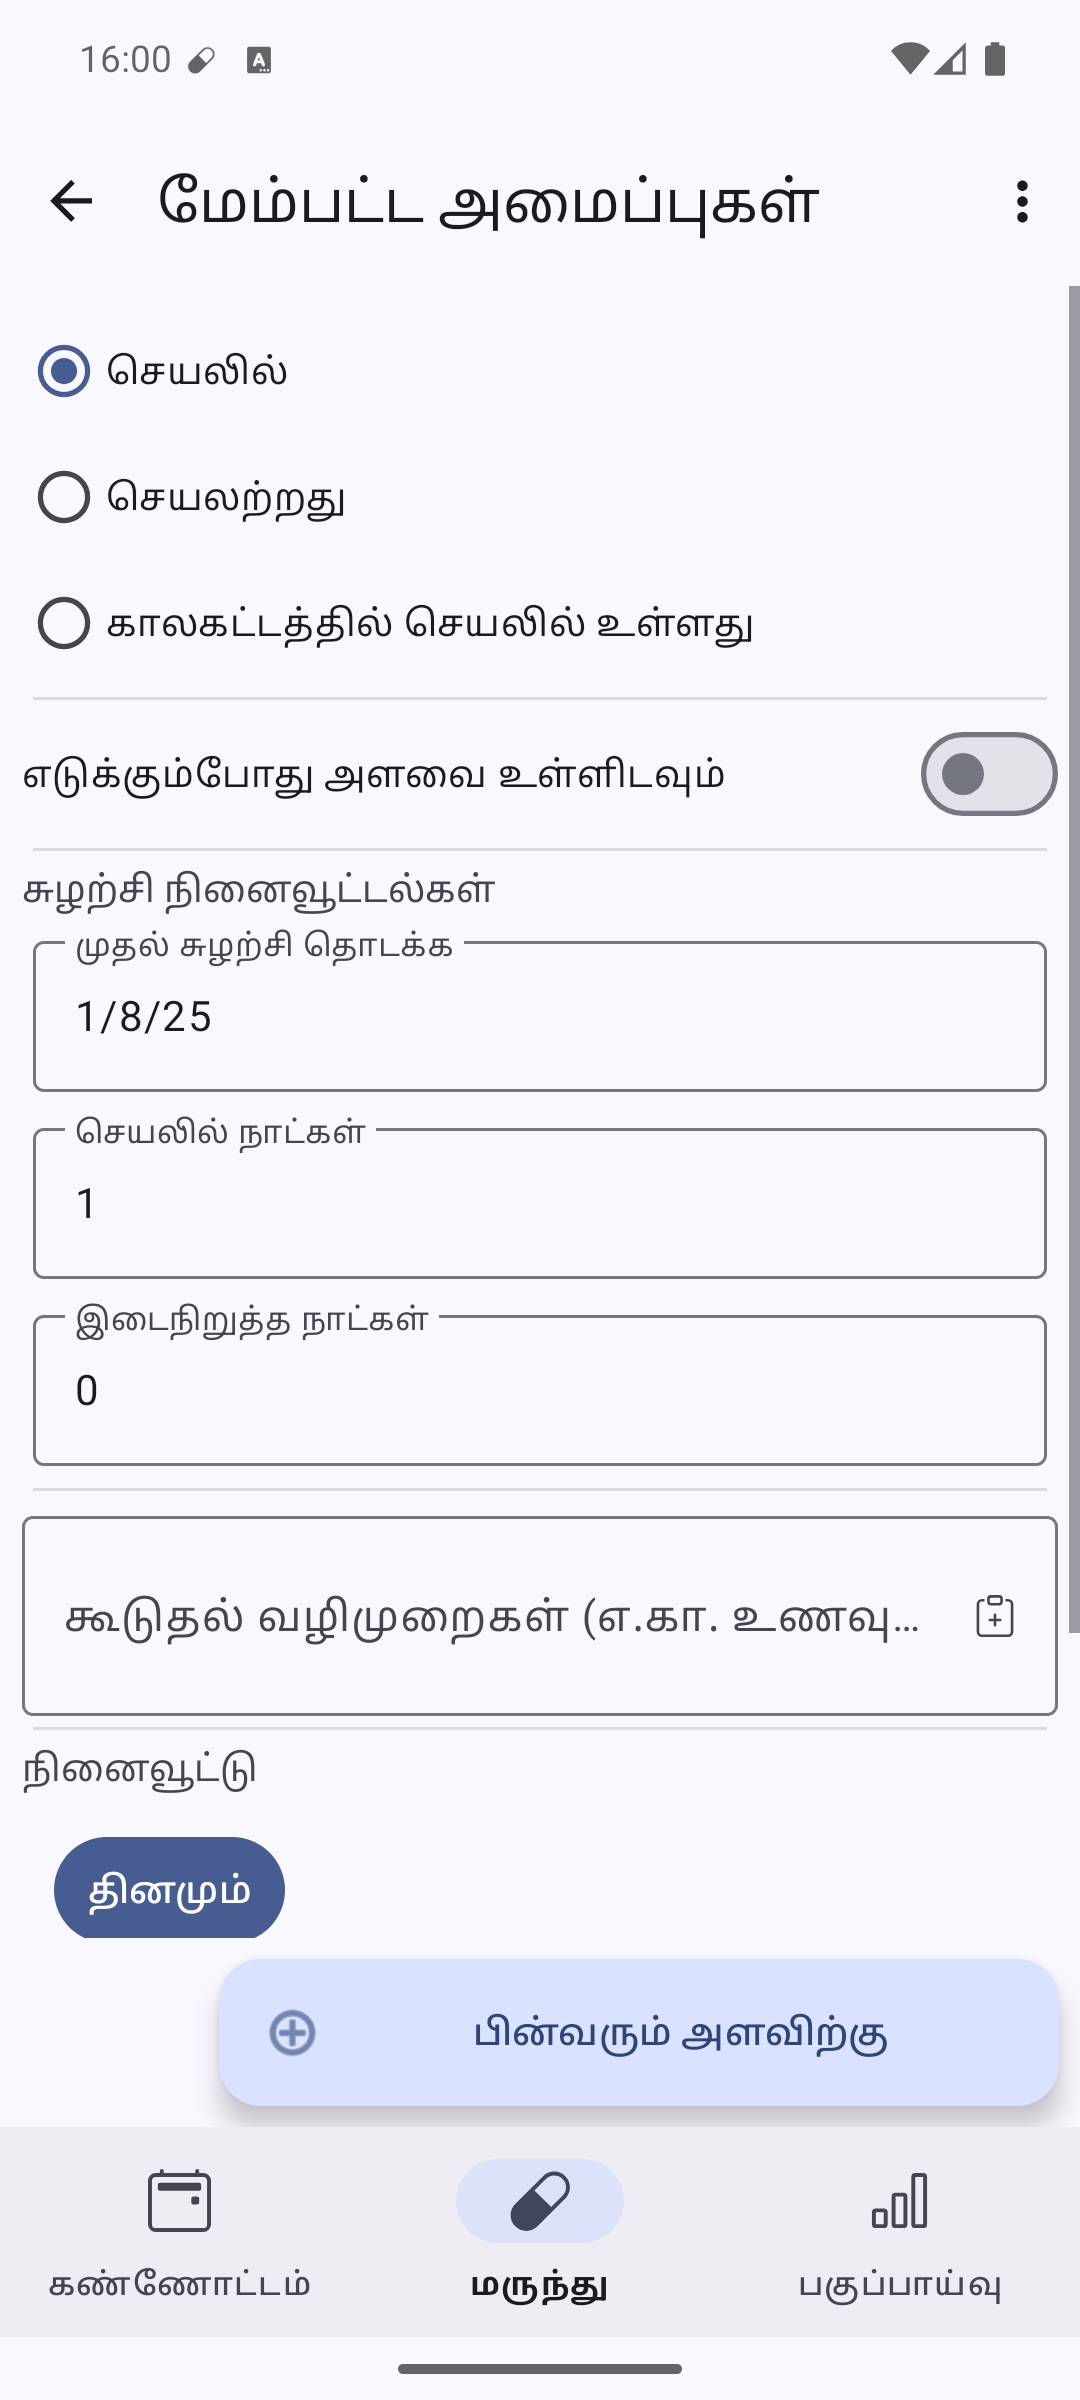 16:00
மேம்பட்ட அமைப்புகள்
செயலில்
செயலற்றது
காலகட்டத்தில் செயலில் உள்ளது
எடுக்கும்போது அளவை உள்ளிடவும்
சுழற்சி நினைவூட்டல்கள்
முதல் சுழற்சி தொடக்க
1/8/25
செயலில் நாட்கள்
1
இடைநிறுத்த நாட்கள்
0
கூடுதல் வழிமுறைகள் (எ.கா. உணவு...
நினைவூட்டு
தினமும்
பின்வரும் அளவிற்கு
கண்ணோட்டம்
மருந்து
பகுப்பாய்வு